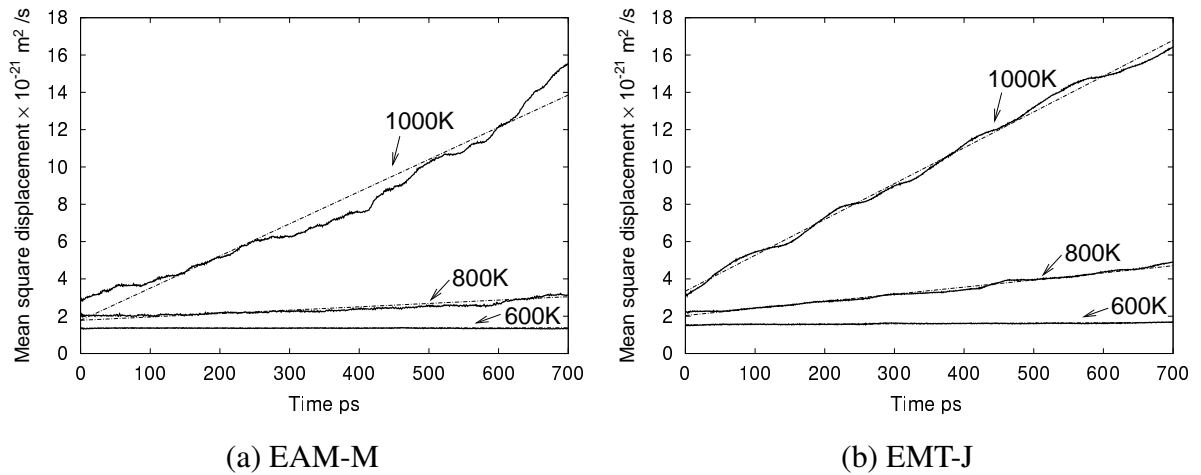 Mean square displacement × 10⁻²¹ m² /s
18
16
14
12
10
8
6
4
2
0
1000K
800K
600K
0 100 200 300 400 500 600 700
Time ps
(a) EAM-M
Mean square displacement × 10⁻²¹ m² /s
18
16
14
12
10
8
6
4
2
0
1000K
800K
600K
0 100 200 300 400 500 600 700
Time ps
(b) EMT-J